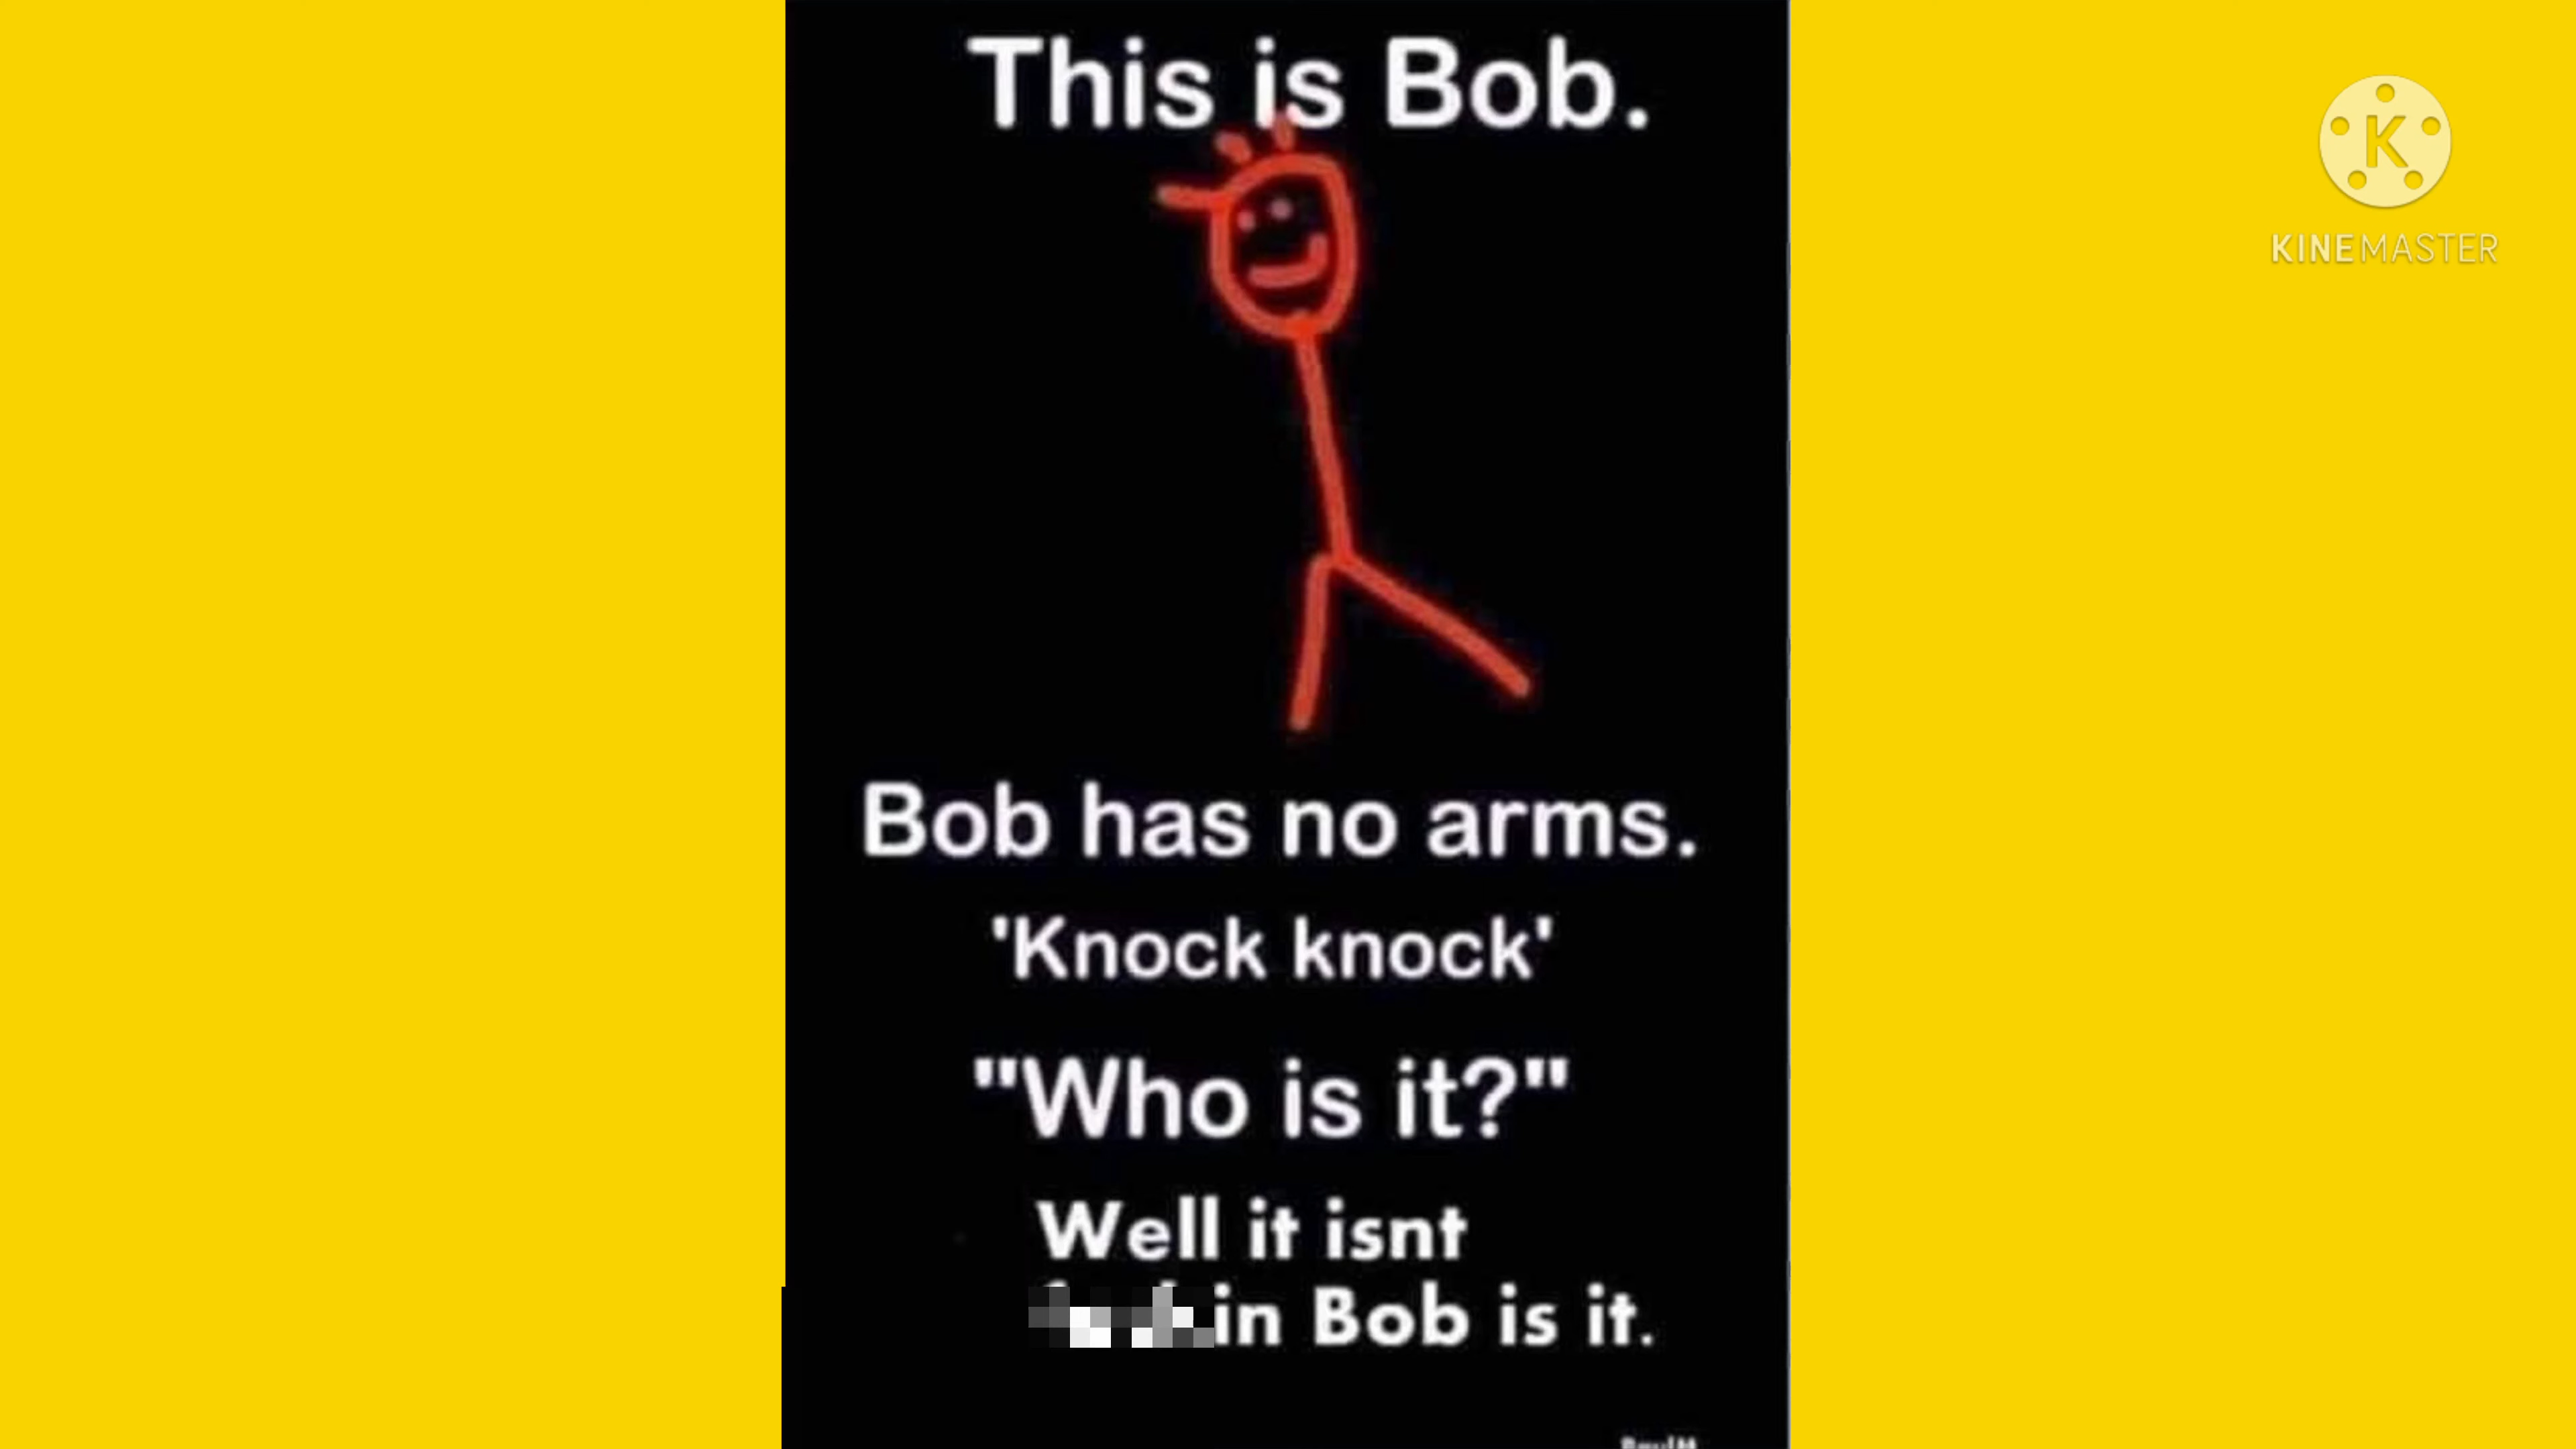 This is Bob.
K
KINEMASTER
Bob has no arms.
'Knock knock'
"Who is it?"
Well it isnt
in Bob is it.